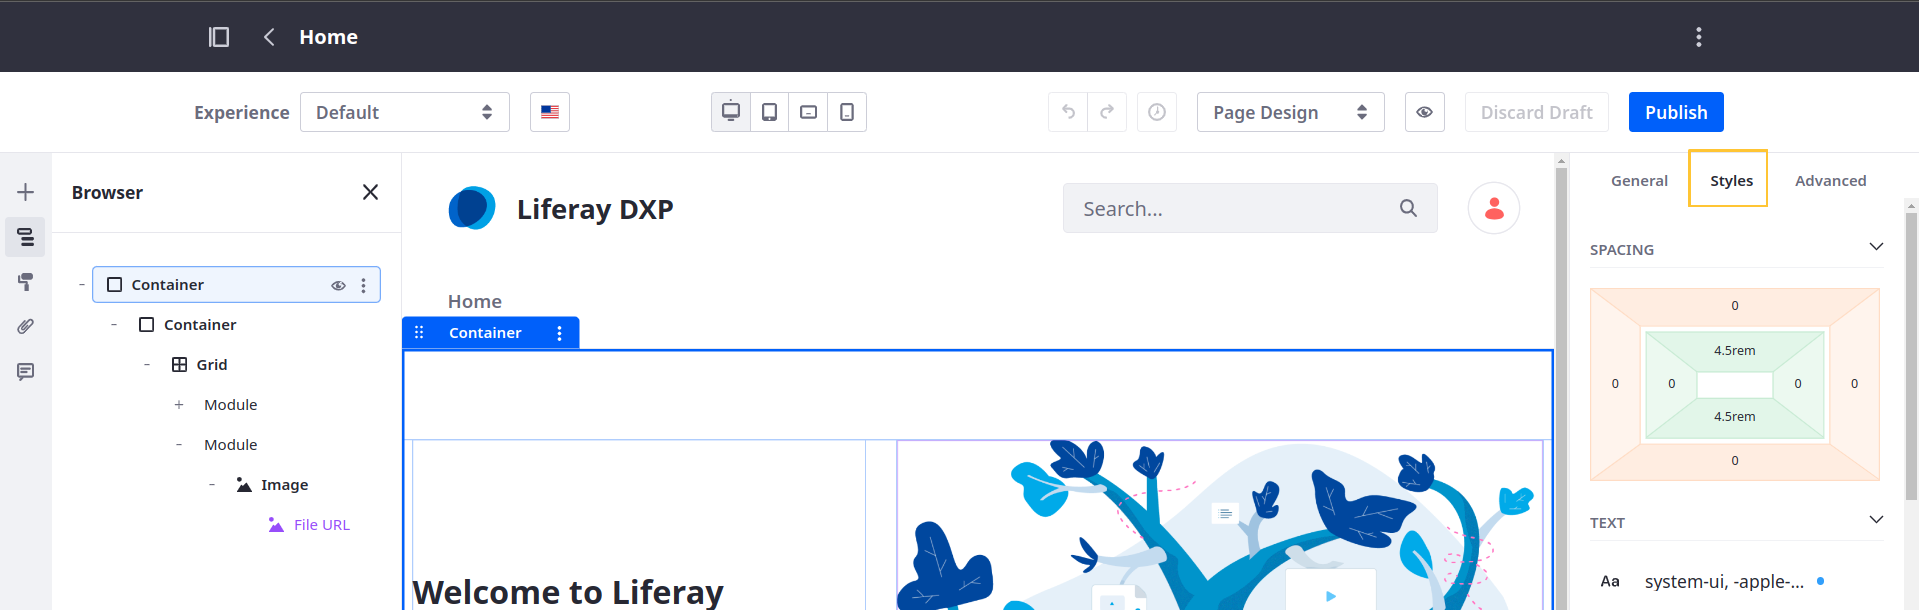 Home
Experience
Default
Page Design
Discard Draft
Publish
Browser
Container
Container
Grid
Module
Module
Image
File URL
Liferay DXP
Search...
Home
Container
Welcome to Liferay
General
Styles
Advanced
SPACING
0
4.5rem
0
0
0
0
4.5rem
0
TEXT
Aa
system-ui, -apple-...